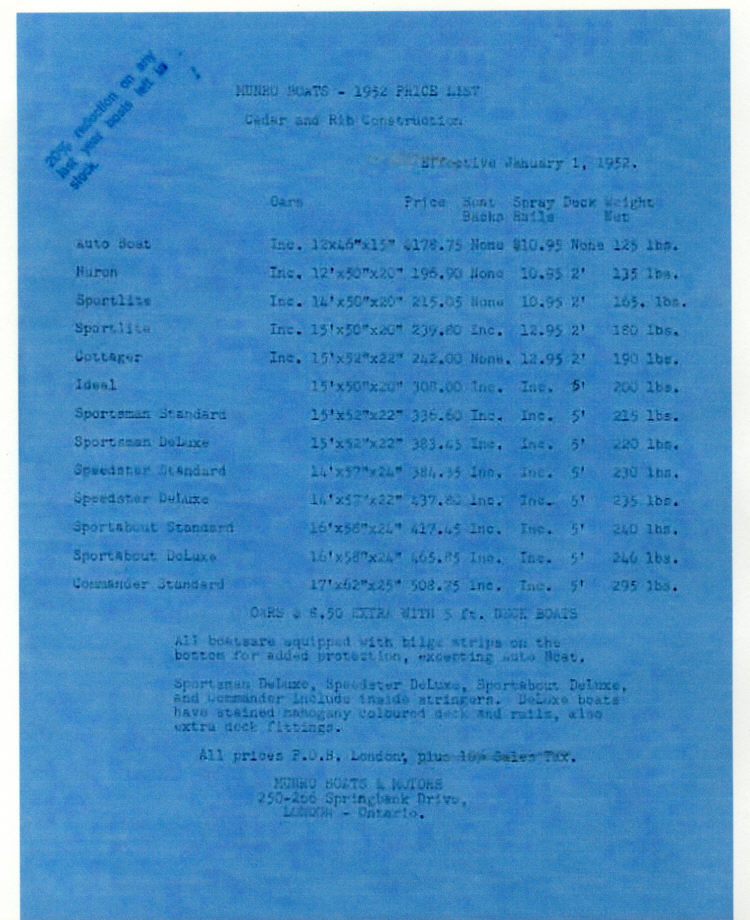 20% reduction on any
last year boats left in
stock.
MUNRO BOATS - 1952 PRICE LIST
Cedar and Rib Construction
Effective January 1, 1952.
Oars Price Seat Spray Deck Weight
Backs Rails Net
Auto Boat Inc. 12x46"x15" $178.75 None $10.95 None 125 lbs.
Huron Inc. 12'x50"x20" 196.90 None 10.95 2' 135 lbs.
Sportlite Inc. 14'x50"x20" 215.05 None 10.95 2' 165. lbs.
Sportlite Inc. 15'x50"x20" 239.80 Inc. 12.95 2' 180 lbs.
Cottager Inc. 15'x52"x22" 242.00 None. 12.95 2' 190 lbs.
Ideal 15'x50"x20" 308.00 Inc. Inc. 5' 200 lbs.
Sportsman Standard 15'x52"x22" 336.60 Inc. Inc. 5' 215 lbs.
Sportsman DeLuxe 15'x52"x22" 383.45 Inc. Inc. 5' 220 lbs.
Speedster Standard 14'x57"x24" 384.35 Inc. Inc. 5' 230 lbs.
Speedster DeLuxe 14'x57"x22" 437.80 Inc. Inc. 5' 235 lbs.
Sportabout Standard 16'x58"x24" 417.45 Inc. Inc. 5' 240 lbs.
Sportabout DeLuxe 16'x58"x24" 465.85 Inc. Inc. 5' 246 lbs.
Commander Standard 17'x62"x25" 508.75 Inc. Inc. 5' 295 lbs.
OARS $ 8.50 EXTRA WITH 5 ft. DECK BOATS
All boatsare equipped with bilge strips on the
bottom for added protection, excepting Auto Boat.
Sportsman DeLuxe, Speedster DeLuxe, Sportabout DeLuxe,
and Commander include inside stringers. DeLuxe boats
have stained mahogany coloured deck and rails, also
extra deck fittings.
All prices F.O.B. London, plus 10% Sales Tax.
MUNRO BOATS & MOTORS
250-266 Springbank Drive,
LONDON - Ontario.